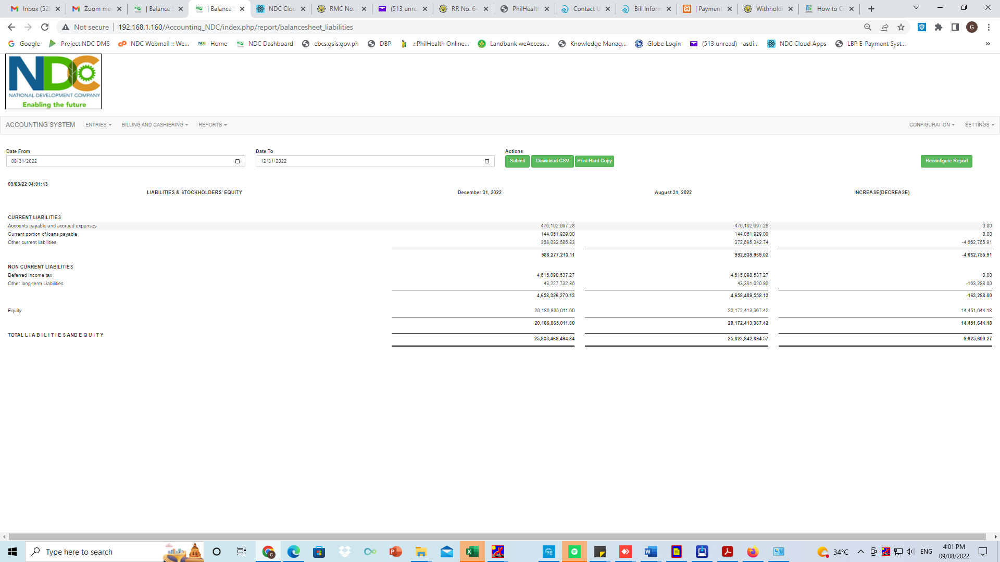 Inbox (529
Zoom me
| Balance S
| Balance S
NDC Clou
RMC No.
(513 unrea
RR No. 6-
PhilHealth
Contact U
Bill Inform
| Payment
Withholdi
How to C
Not secure
192.168.1.160/Accounting_NDC/index.php/report/balancesheet_liabilities
G
Google
Project NDC DMS
NDC Webmail :: We...
Home
NDC Dashboard
ebcs.gsis.gov.ph
DBP
.::PhilHealth Online...
Landbank weAccess...
Knowledge Manag...
Globe Login
(513 unread) - asdi...
NDC Cloud Apps
LBP E-Payment Syst...
»
NDC
NATIONAL DEVELOPMENT COMPANY
Enabling the future
ACCOUNTING SYSTEM ENTRIES BILLING AND CASHIERING REPORTS CONFIGURATION SETTINGS
Date From Date To Actions
08/31/2022 12/31/2022 Submit Download CSV Print Hard Copy Reconfigure Report
09/08/22 04:01:43
LIABILITIES & STOCKHOLDERS' EQUITY December 31, 2022 August 31, 2022 INCREASE(DECREASE)
CURRENT LIABILITIES
Accounts payable and accrued expenses 476,192,697.28 476,192,697.28 0.00
Current portion of loans payable 144,051,929.00 144,051,929.00 0.00
Other current liabilities 368,032,586.83 372,695,342.74 -4,662,755.91
988,277,213.11 992,939,969.02 -4,662,755.91
NON CURRENT LIABILITIES
Deferred Income tax 4,615,098,537.27 4,615,098,537.27 0.00
Other long-term Liabilities 43,227,732.86 43,391,020.86 -163,288.00
4,658,326,270.13 4,658,489,558.13 -163,288.00
Equity 20,186,865,011.60 20,172,413,367.42 14,451,644.18
20,186,865,011.60 20,172,413,367.42 14,451,644.18
TOTAL L I A B I L I T I E S AND E Q U I T Y
25,833,468,494.84 25,823,842,894.57 9,625,600.27
Type here to search
34°C
ENG
4:01 PM
09/08/2022